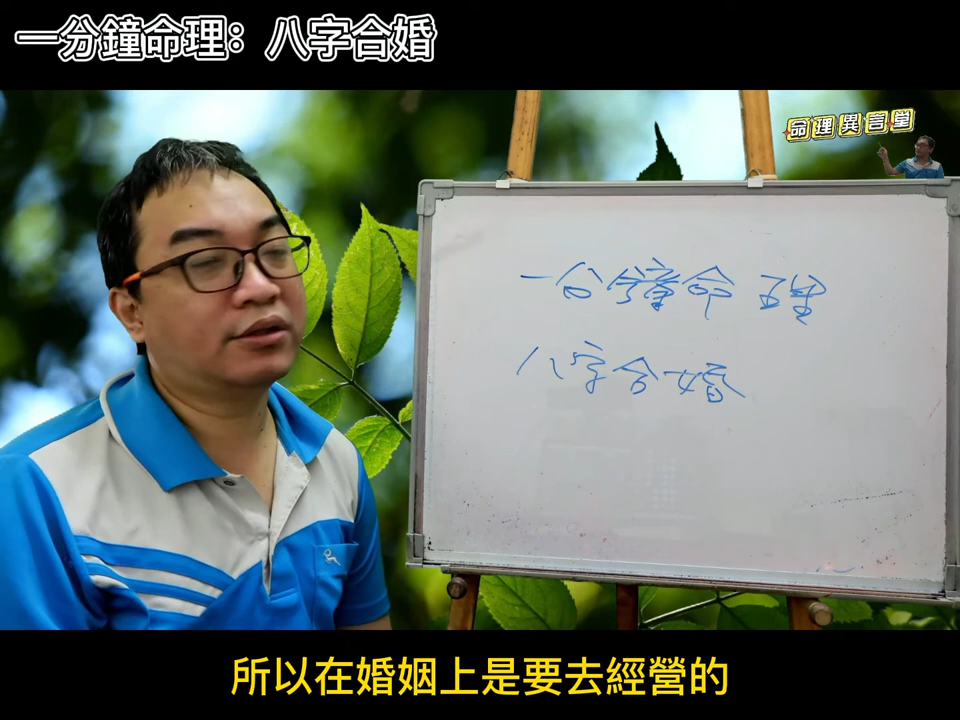 一分鐘命理：八字合婚
命理異言堂
一分鐘命理
八字合婚
所以在婚姻上是要去經營的